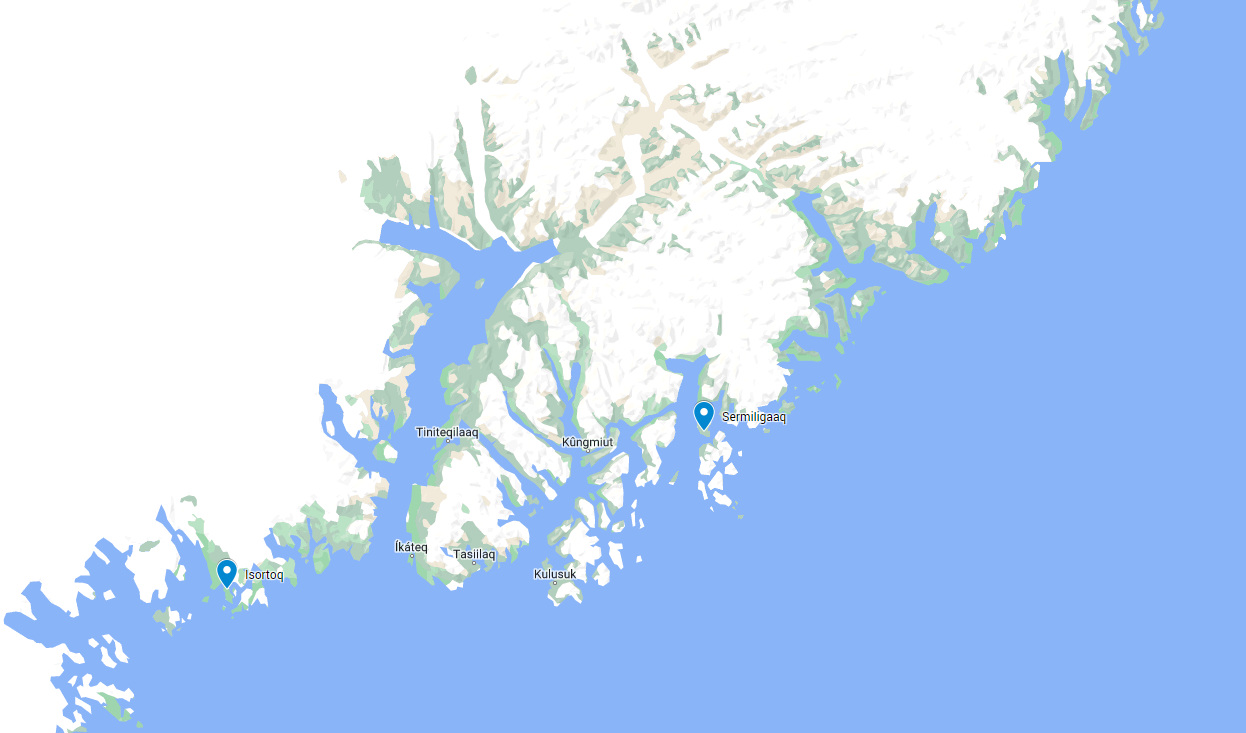 Sermiligaaq
Tiniteqilaaq
Kûngmiut
Íkáteq
Tasiilaq
Kulusuk
Isortoq